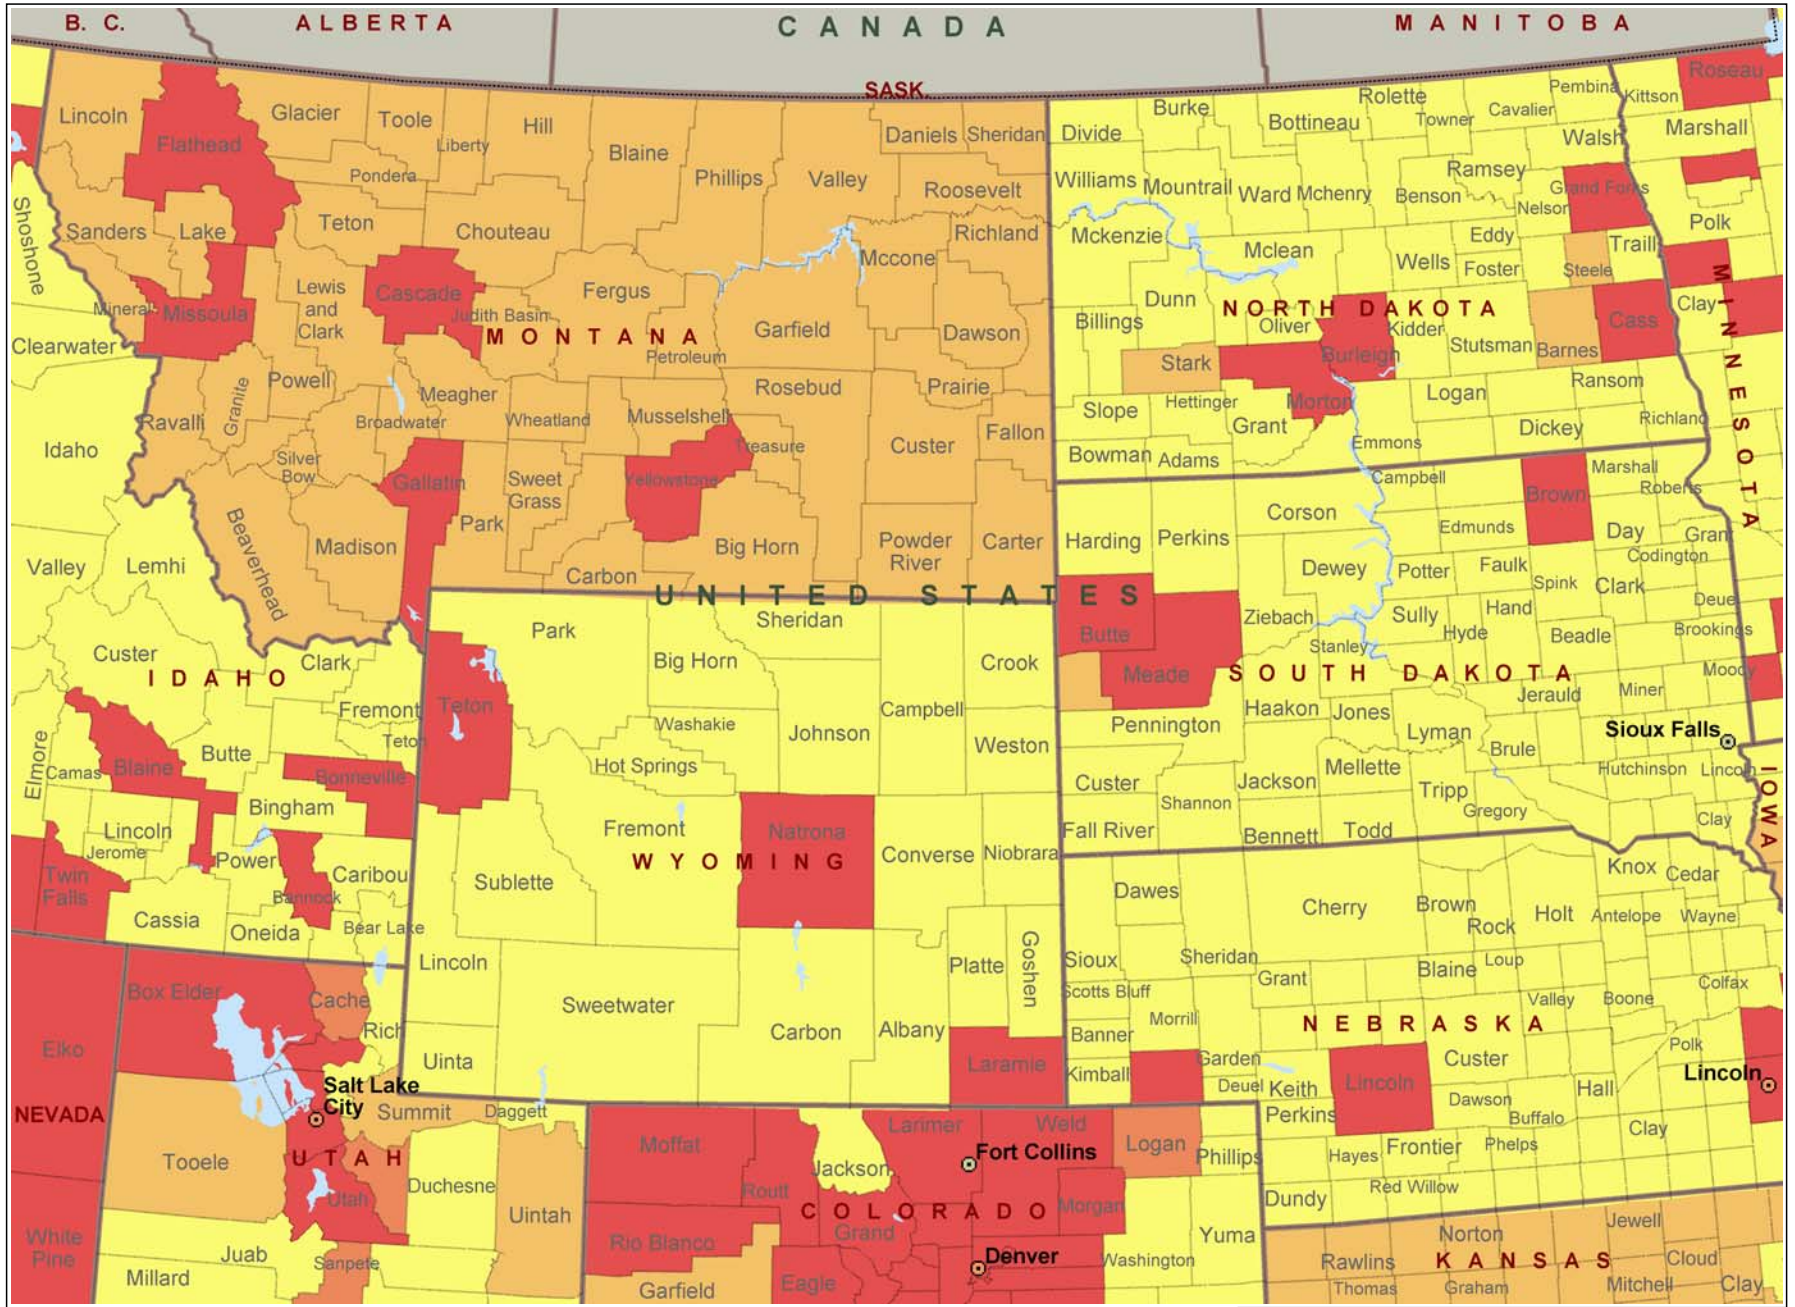 B. C.
ALBERTA
CANADA
MANITOBA
SASK.
Roseau
Lincoln
Glacier
Toole
Liberty
Hill
Blaine
Daniels
Sheridan
Divide
Burke
Bottineau
Rolette
Towner
Cavalier
Pembina
Kittson
Flathead
Pondera
Phillips
Valley
Roosevelt
Williams
Mountrail
Ward
Mchenry
Benson
Ramsey
Walsh
Marshall
Nelson
Grand Forks
Shoshone
Sanders
Lake
Teton
Chouteau
Richland
Mccone
Mckenzie
Mclean
Wells
Eddy
Foster
Steele
Traill
Polk
Mineral
Missoula
Lewis
and
Clark
Cascade
Judith Basin
Fergus
Garfield
Dawson
Dunn
Billings
Oliver
NORTH DAKOTA
Kidder
Stutsman
Barnes
Cass
Clay
MINNESOTA
Clearwater
MONTANA
Petroleum
Stark
Burleigh
Granite
Powell
Meagher
Rosebud
Prairie
Slope
Hettinger
Morton
Logan
Ransom
Ravalli
Broadwater
Wheatland
Musselshell
Treasure
Custer
Fallon
Grant
Emmons
Dickey
Richland
Idaho
Silver
Bow
Gallatin
Sweet
Grass
Yellowstone
Bowman
Adams
Campbell
Marshall
Roberts
Brown
Beaverhead
Madison
Park
Big Horn
Powder
River
Carter
Harding
Perkins
Corson
Edmunds
Day
Grant
Codington
Valley
Lemhi
Carbon
Dewey
Potter
Faulk
Spink
Clark
Deue
UNITED STATES
Park
Sheridan
Butte
Ziebach
Sully
Hand
Hyde
Stanley
Beadle
Brookings
Custer
IDAHO
Clark
Big Horn
Crook
Meade
SOUTH DAKOTA
Moody
Miner
Jerauld
Fremont
Teton
Teton
Washakie
Johnson
Campbell
Weston
Pennington
Haakon
Jones
Lyman
Brule
Sioux Falls
Elmore
Camas
Blaine
Butte
Bonneville
Hot Springs
Custer
Shannon
Jackson
Mellette
Tripp
Gregory
Hutchinson
Lincoln
IOWA
Bingham
Lincoln
Jerome
Power
Caribou
Fremont
Natrona
WYOMING
Converse
Niobrara
Fall River
Bennett
Todd
Clay
Twin
Falls
Cassia
Bannock
Oneida
Bear Lake
Sublette
Dawes
Cherry
Brown
Rock
Holt
Antelope
Knox
Cedar
Wayne
Lincoln
Platte
Goshen
Sioux
Sheridan
Grant
Blaine
Loup
Colfax
Box Elder
Cache
Rich
Sweetwater
Carbon
Albany
Scotts Bluff
Morrill
Banner
NEBRASKA
Valley
Boone
Elko
Uinta
Laramie
Kimball
Garden
Deuel
Keith
Lincoln
Custer
Polk
Lincoln
Salt Lake
City
NEVADA
Summit
Daggett
Perkins
Dawson
Buffalo
Hall
Clay
Moffat
Larimer
Weld
Logan
Phillips
Fort Collins
Hayes
Frontier
Phelps
Tooele
UTAH
Utah
Duchesne
Jackson
Routt
Morgan
Dundy
Red Willow
COLORADO
Grand
Uintah
White
Pine
Juab
Millard
Sanpete
Rio Blanco
Garfield
Eagle
Denver
Washington
Yuma
Norton
Jewell
Rawlins
KANSAS
Cloud
Thomas
Graham
Mitchell
Clay